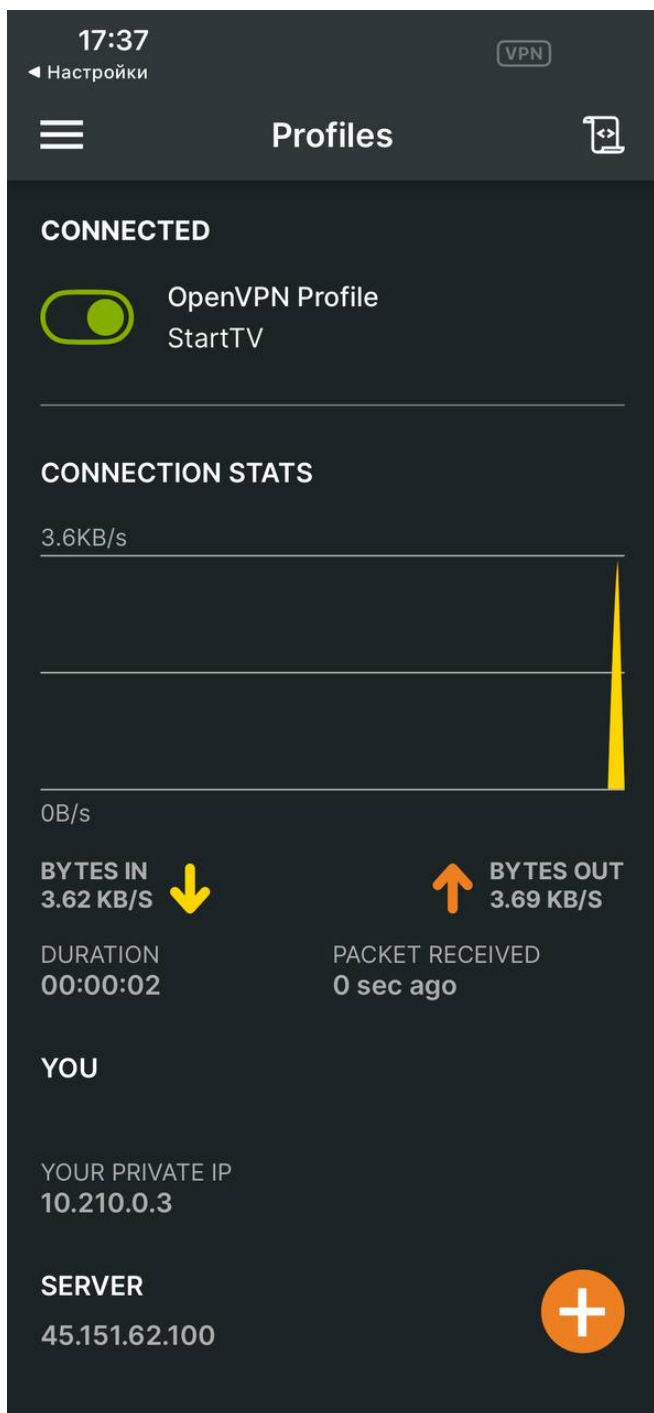 17:37
VPN
◀ Настройки
Profiles
CONNECTED
OpenVPN Profile
StartTV
CONNECTION STATS
3.6KB/s
0B/s
BYTES IN
3.62 KB/S
BYTES OUT
3.69 KB/S
DURATION
00:00:02
PACKET RECEIVED
0 sec ago
YOU
YOUR PRIVATE IP
10.210.0.3
SERVER
45.151.62.100